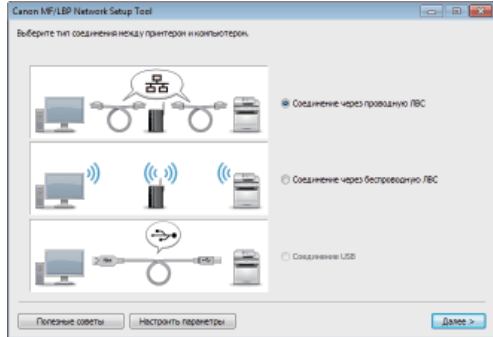 Canon MF/LBP Network Setup Tool
Выберите тип соединения между принтером и компьютером.
Соединение через проводную ЛВС
Соединение через беспроводную ЛВС
Соединение USB
Полезные советы
Настроить параметры
Далее >